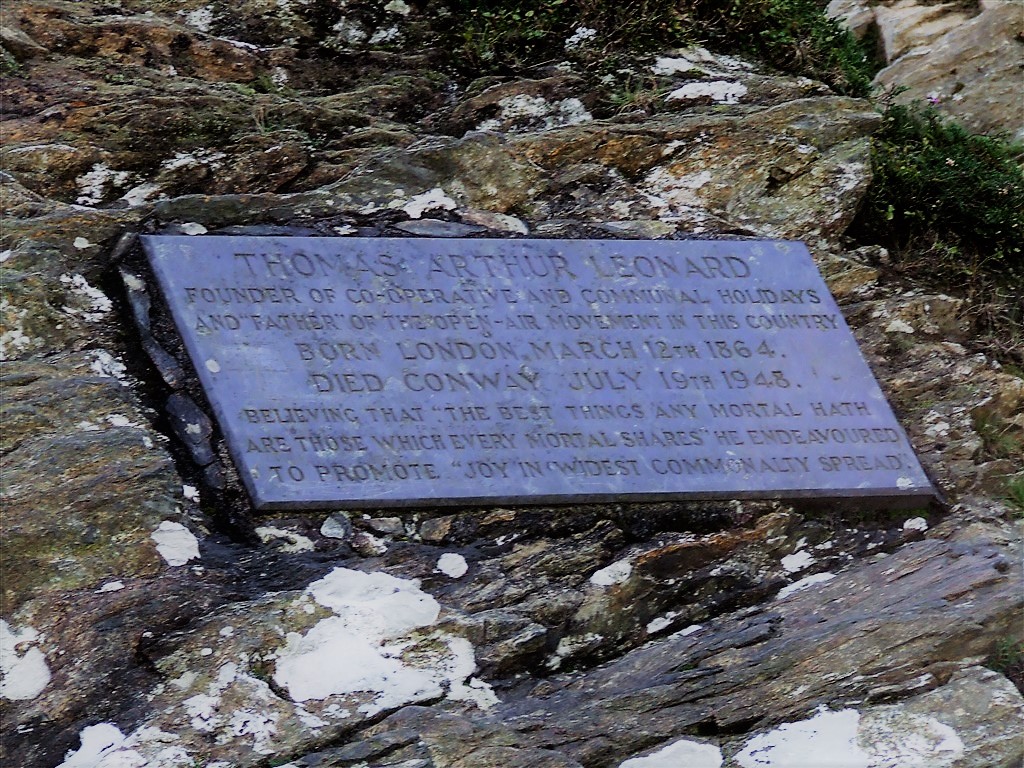 THOMAS ARTHUR LEONARD
FOUNDER OF CO-OPERATIVE AND COMMUNAL HOLIDAYS
AND "FATHER" OF THE OPEN-AIR MOVEMENT IN THIS COUNTRY
BORN LONDON, MARCH 12TH 1864.
DIED CONWAY JULY 19TH 1948.
BELIEVING THAT "THE BEST THINGS ANY MORTAL HATH
ARE THOSE WHICH EVERY MORTAL SHARES" HE ENDEAVOURED
TO PROMOTE "JOY IN WIDEST COMMONALTY SPREAD".